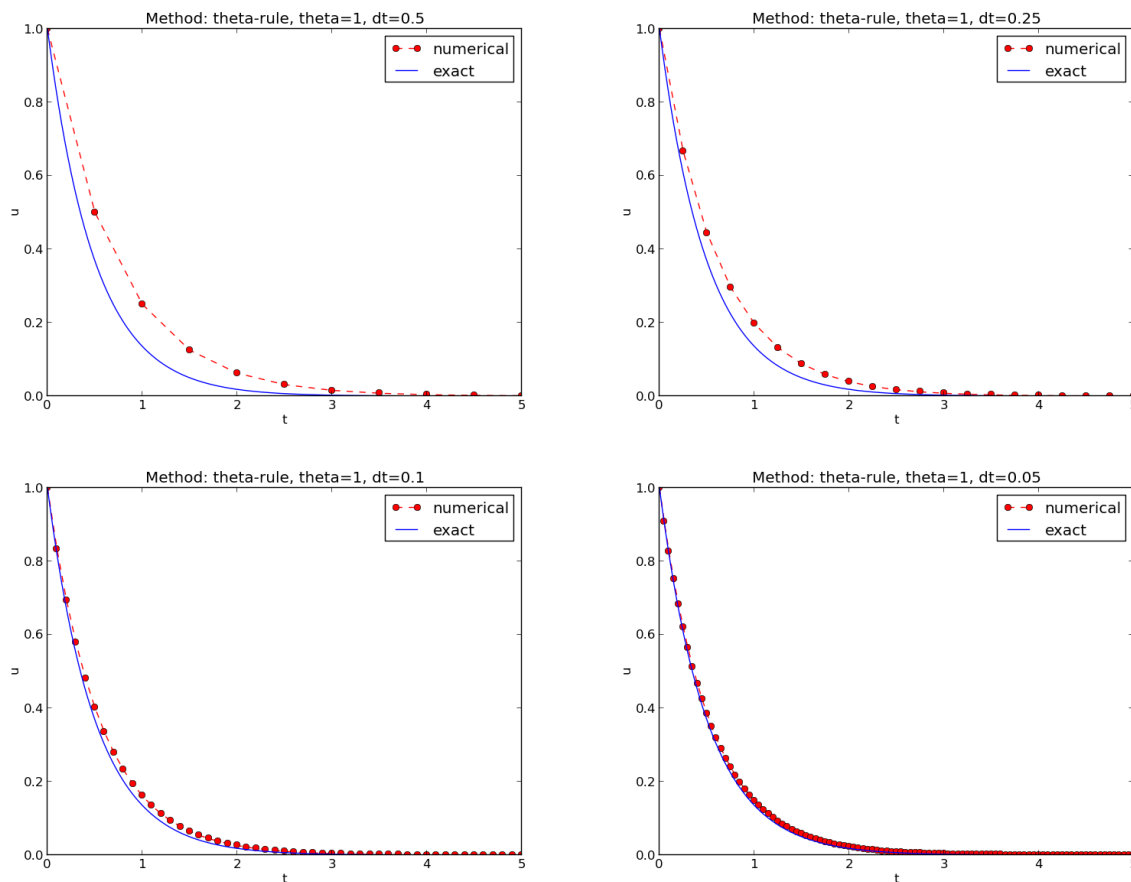 Method: theta-rule, theta=1, dt=0.5
1.0
0.8
0.6
0.4
0.2
0.0
u
0 1 2 3 4 5
t
numerical
exact
Method: theta-rule, theta=1, dt=0.25
1.0
0.8
0.6
0.4
0.2
0.0
u
0 1 2 3 4
t
numerical
exact
Method: theta-rule, theta=1, dt=0.1
1.0
0.8
0.6
0.4
0.2
0.0
u
0 1 2 3 4 5
t
numerical
exact
Method: theta-rule, theta=1, dt=0.05
1.0
0.8
0.6
0.4
0.2
0.0
u
0 1 2 3 4
t
numerical
exact